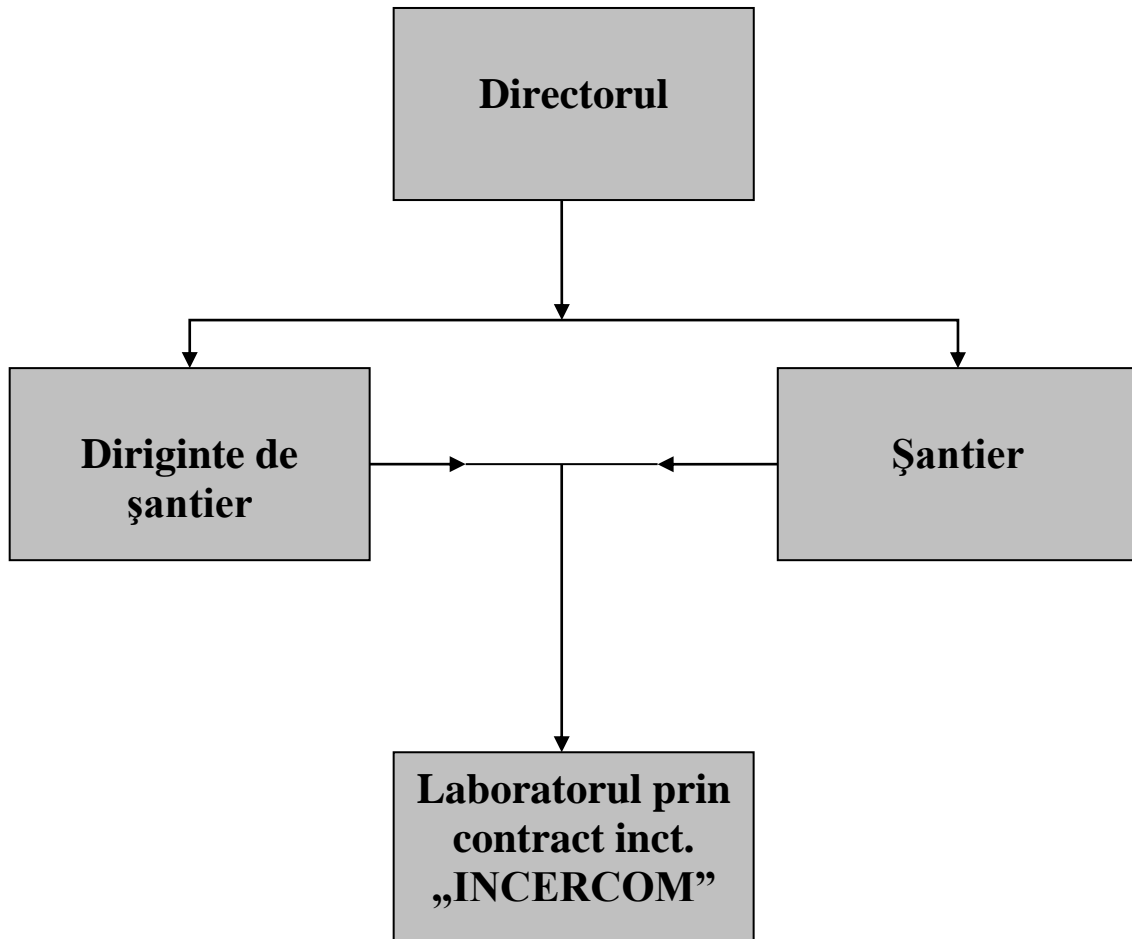 Directorul
Diriginte de
şantier
Şantier
Laboratorul prin
contract inct.
„INCERCOM”